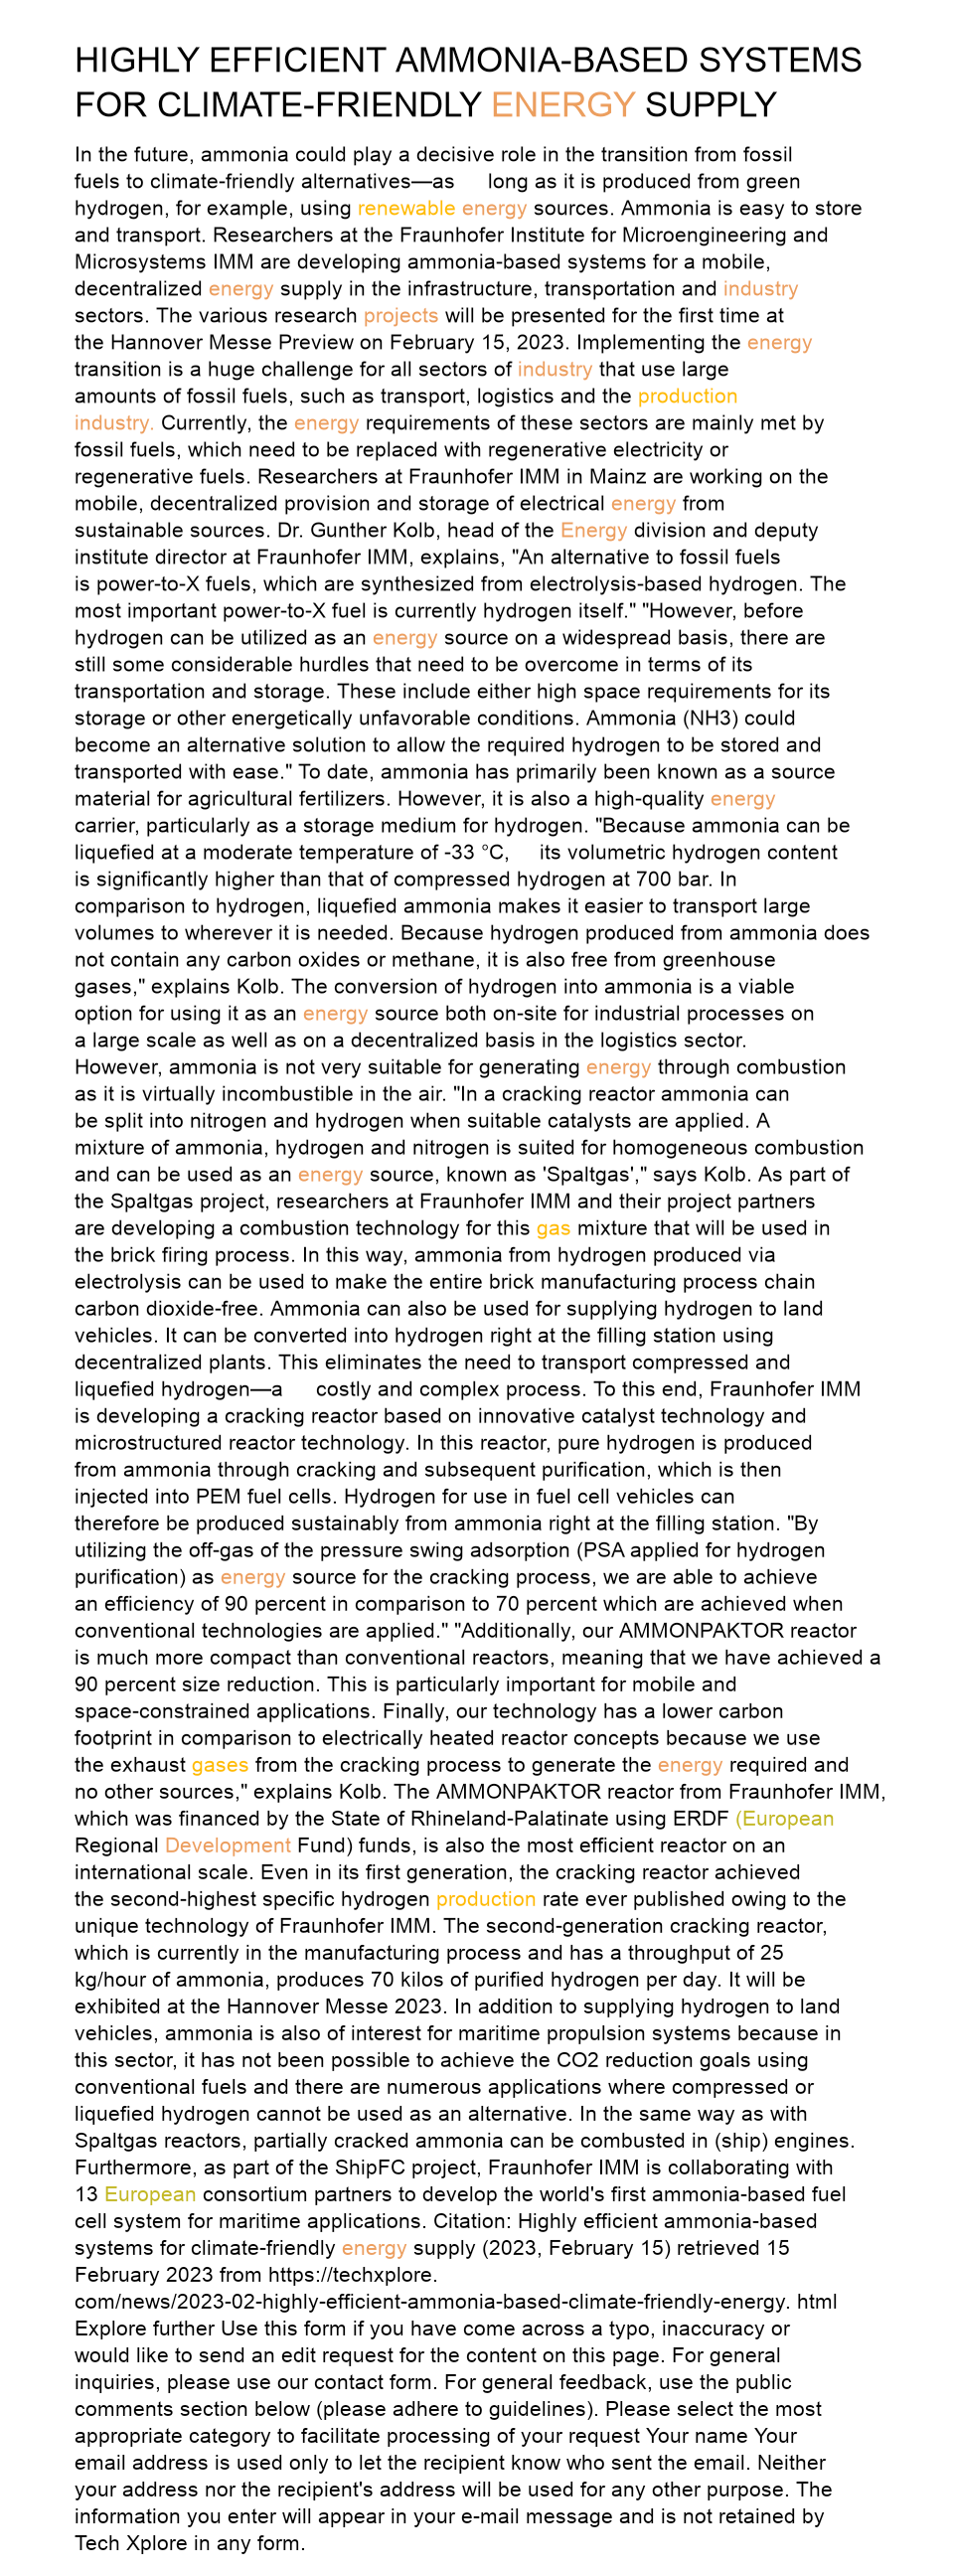 HIGHLY EFFICIENT AMMONIA-BASED SYSTEMS
FOR CLIMATE-FRIENDLY ENERGY SUPPLY
In the future, ammonia could play a decisive role in the transition from fossil
fuels to climate-friendly alternatives—as long as it is produced from green
hydrogen, for example, using renewable energy sources. Ammonia is easy to store
and transport. Researchers at the Fraunhofer Institute for Microengineering and
Microsystems IMM are developing ammonia-based systems for a mobile,
decentralized energy supply in the infrastructure, transportation and industry
sectors. The various research projects will be presented for the first time at
the Hannover Messe Preview on February 15, 2023. Implementing the energy
transition is a huge challenge for all sectors of industry that use large
amounts of fossil fuels, such as transport, logistics and the production
industry. Currently, the energy requirements of these sectors are mainly met by
fossil fuels, which need to be replaced with regenerative electricity or
regenerative fuels. Researchers at Fraunhofer IMM in Mainz are working on the
mobile, decentralized provision and storage of electrical energy from
sustainable sources. Dr. Gunther Kolb, head of the Energy division and deputy
institute director at Fraunhofer IMM, explains, "An alternative to fossil fuels
is power-to-X fuels, which are synthesized from electrolysis-based hydrogen. The
most important power-to-X fuel is currently hydrogen itself." "However, before
hydrogen can be utilized as an energy source on a widespread basis, there are
still some considerable hurdles that need to be overcome in terms of its
transportation and storage. These include either high space requirements for its
storage or other energetically unfavorable conditions. Ammonia (NH3) could
become an alternative solution to allow the required hydrogen to be stored and
transported with ease." To date, ammonia has primarily been known as a source
material for agricultural fertilizers. However, it is also a high-quality energy
carrier, particularly as a storage medium for hydrogen. "Because ammonia can be
liquefied at a moderate temperature of -33 °C, its volumetric hydrogen content
is significantly higher than that of compressed hydrogen at 700 bar. In
comparison to hydrogen, liquefied ammonia makes it easier to transport large
volumes to wherever it is needed. Because hydrogen produced from ammonia does
not contain any carbon oxides or methane, it is also free from greenhouse
gases," explains Kolb. The conversion of hydrogen into ammonia is a viable
option for using it as an energy source both on-site for industrial processes on
a large scale as well as on a decentralized basis in the logistics sector.
However, ammonia is not very suitable for generating energy through combustion
as it is virtually incombustible in the air. "In a cracking reactor ammonia can
be split into nitrogen and hydrogen when suitable catalysts are applied. A
mixture of ammonia, hydrogen and nitrogen is suited for homogeneous combustion
and can be used as an energy source, known as 'Spaltgas'," says Kolb. As part of
the Spaltgas project, researchers at Fraunhofer IMM and their project partners
are developing a combustion technology for this gas mixture that will be used in
the brick firing process. In this way, ammonia from hydrogen produced via
electrolysis can be used to make the entire brick manufacturing process chain
carbon dioxide-free. Ammonia can also be used for supplying hydrogen to land
vehicles. It can be converted into hydrogen right at the filling station using
decentralized plants. This eliminates the need to transport compressed and
liquefied hydrogen—a costly and complex process. To this end, Fraunhofer IMM
is developing a cracking reactor based on innovative catalyst technology and
microstructured reactor technology. In this reactor, pure hydrogen is produced
from ammonia through cracking and subsequent purification, which is then
injected into PEM fuel cells. Hydrogen for use in fuel cell vehicles can
therefore be produced sustainably from ammonia right at the filling station. "By
utilizing the off-gas of the pressure swing adsorption (PSA applied for hydrogen
purification) as energy source for the cracking process, we are able to achieve
an efficiency of 90 percent in comparison to 70 percent which are achieved when
conventional technologies are applied." "Additionally, our AMMONPAKTOR reactor
is much more compact than conventional reactors, meaning that we have achieved a
90 percent size reduction. This is particularly important for mobile and
space-constrained applications. Finally, our technology has a lower carbon
footprint in comparison to electrically heated reactor concepts because we use
the exhaust gases from the cracking process to generate the energy required and
no other sources," explains Kolb. The AMMONPAKTOR reactor from Fraunhofer IMM,
which was financed by the State of Rhineland-Palatinate using ERDF (European
Regional Development Fund) funds, is also the most efficient reactor on an
international scale. Even in its first generation, the cracking reactor achieved
the second-highest specific hydrogen production rate ever published owing to the
unique technology of Fraunhofer IMM. The second-generation cracking reactor,
which is currently in the manufacturing process and has a throughput of 25
kg/hour of ammonia, produces 70 kilos of purified hydrogen per day. It will be
exhibited at the Hannover Messe 2023. In addition to supplying hydrogen to land
vehicles, ammonia is also of interest for maritime propulsion systems because in
this sector, it has not been possible to achieve the CO2 reduction goals using
conventional fuels and there are numerous applications where compressed or
liquefied hydrogen cannot be used as an alternative. In the same way as with
Spaltgas reactors, partially cracked ammonia can be combusted in (ship) engines.
Furthermore, as part of the ShipFC project, Fraunhofer IMM is collaborating with
13 European consortium partners to develop the world's first ammonia-based fuel
cell system for maritime applications. Citation: Highly efficient ammonia-based
systems for climate-friendly energy supply (2023, February 15) retrieved 15
February 2023 from https://techxplore.
com/news/2023-02-highly-efficient-ammonia-based-climate-friendly-energy. html
Explore further Use this form if you have come across a typo, inaccuracy or
would like to send an edit request for the content on this page. For general
inquiries, please use our contact form. For general feedback, use the public
comments section below (please adhere to guidelines). Please select the most
appropriate category to facilitate processing of your request Your name Your
email address is used only to let the recipient know who sent the email. Neither
your address nor the recipient's address will be used for any other purpose. The
information you enter will appear in your e-mail message and is not retained by
Tech Xplore in any form.